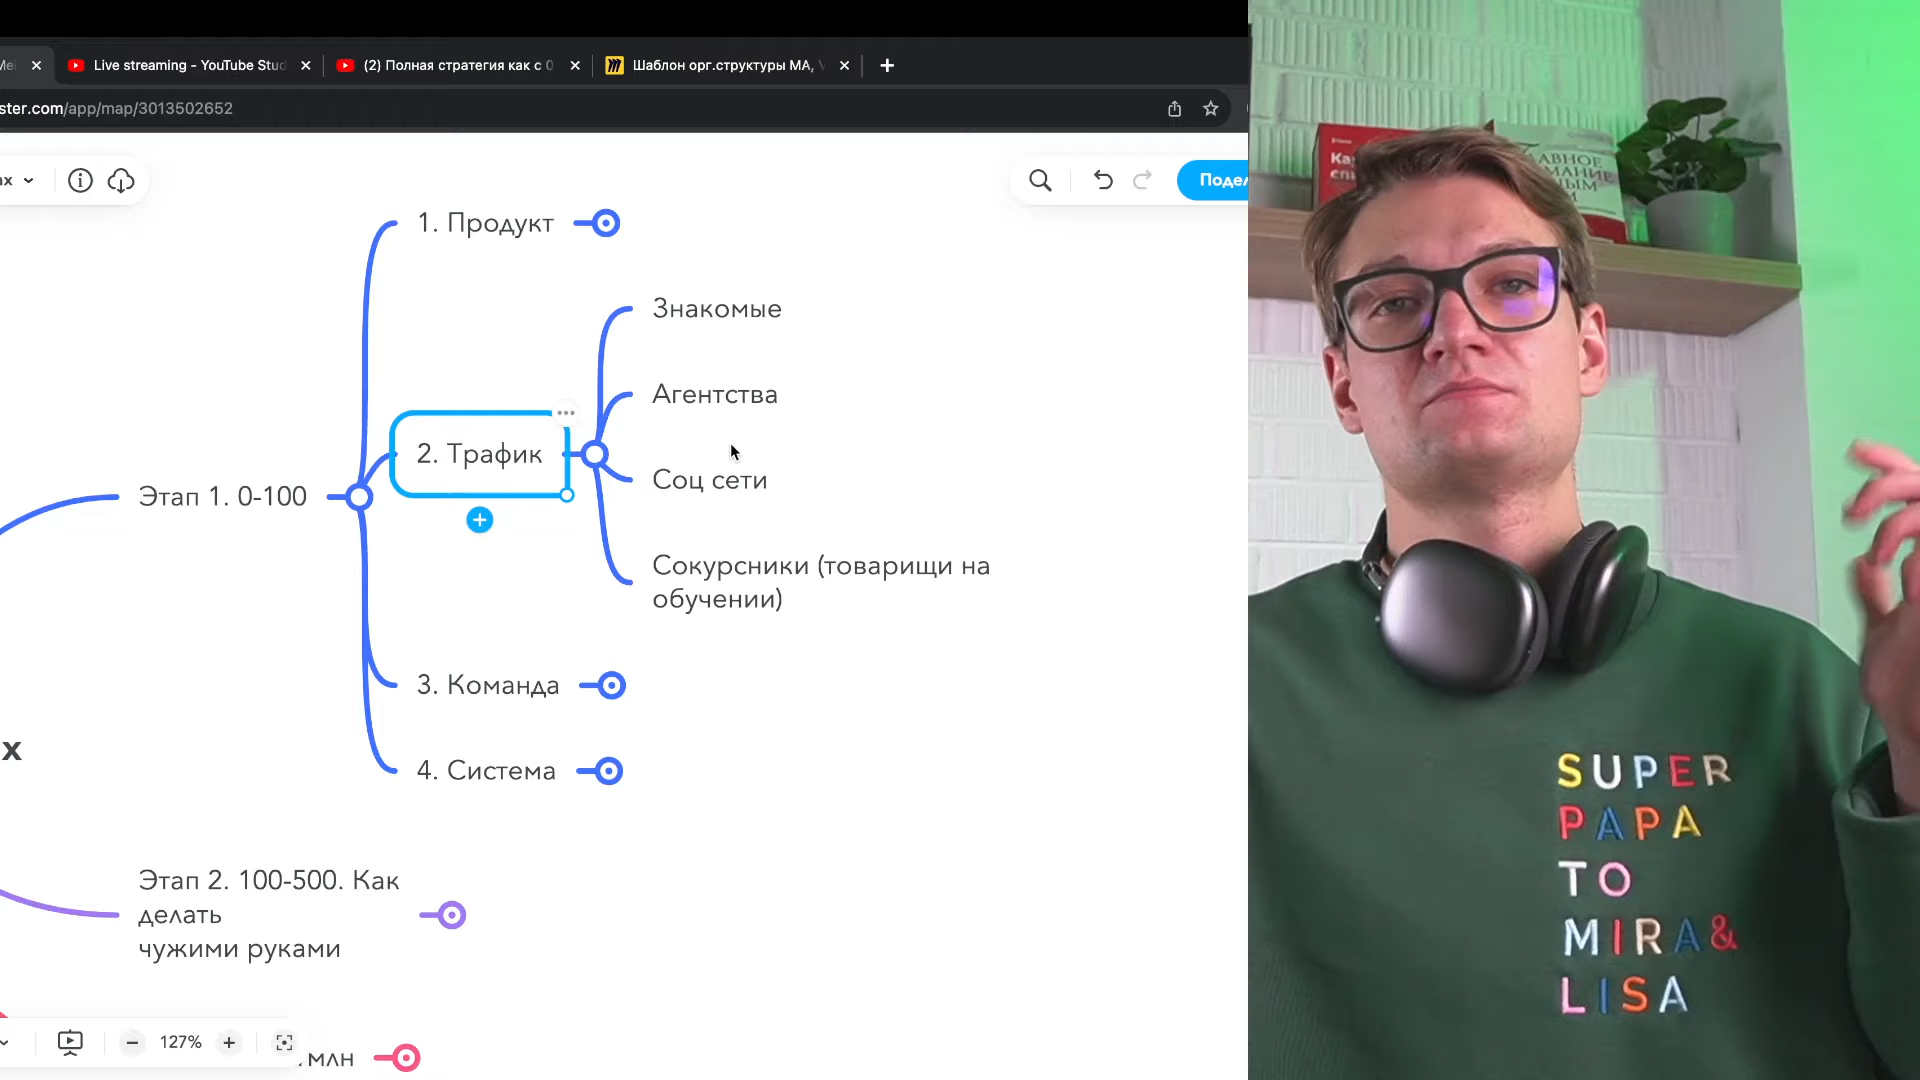 Live streaming - YouTube Stud
(2) Полная стратегия как с 0
Шаблон орг.структуры МА, V
ster.com/app/map/3013502652
Подел
1. Продукт
Знакомые
Агентства
2. Трафик
Соц сети
Этап 1. 0-100
Сокурсники (товарищи на
обучении)
3. Команда
х
4. Система
Этап 2. 100-500. Как
делать
чужими руками
127%
млн
SUPER
PAPA
TO
MIRA&
LISA